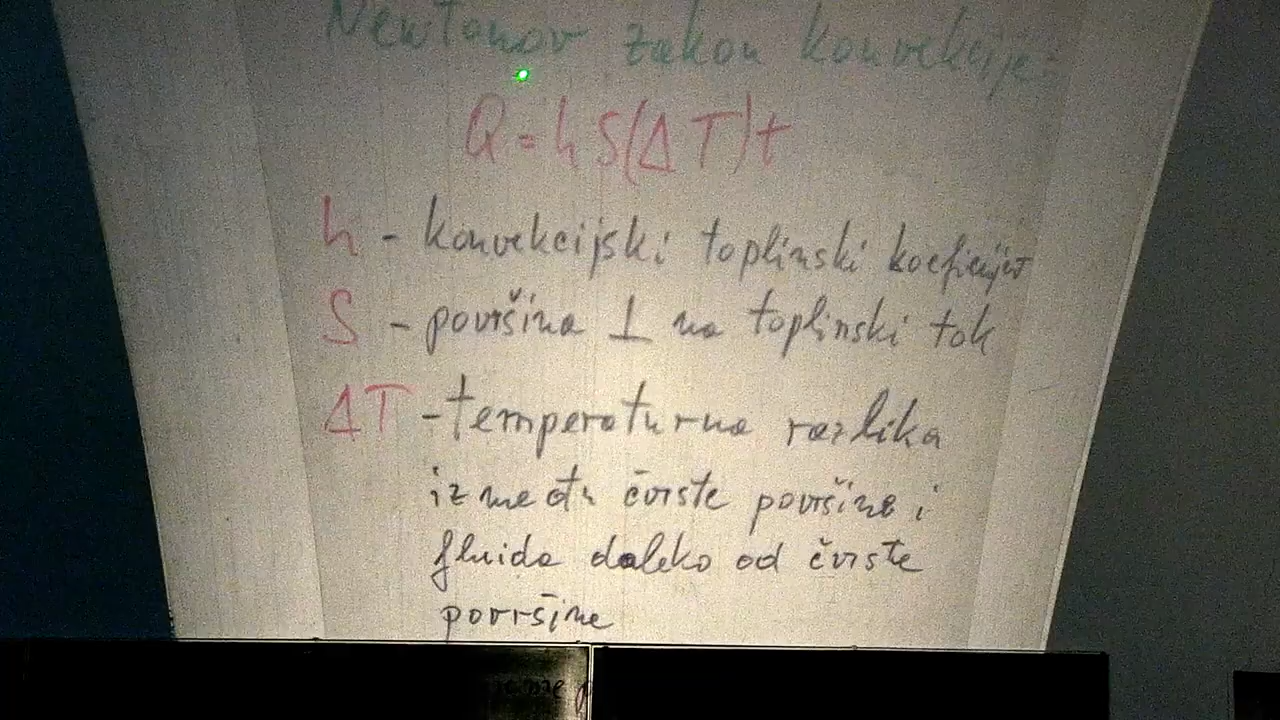 Newtonov zakon konvekcije:
Q = h S(ΔT)t
h - konvekcijski toplinski koeficijent
S - površina ⊥ na toplinski tok
ΔT - temperaturna razlika
između čvrste površine i
fluida daleko od čvrste
površine